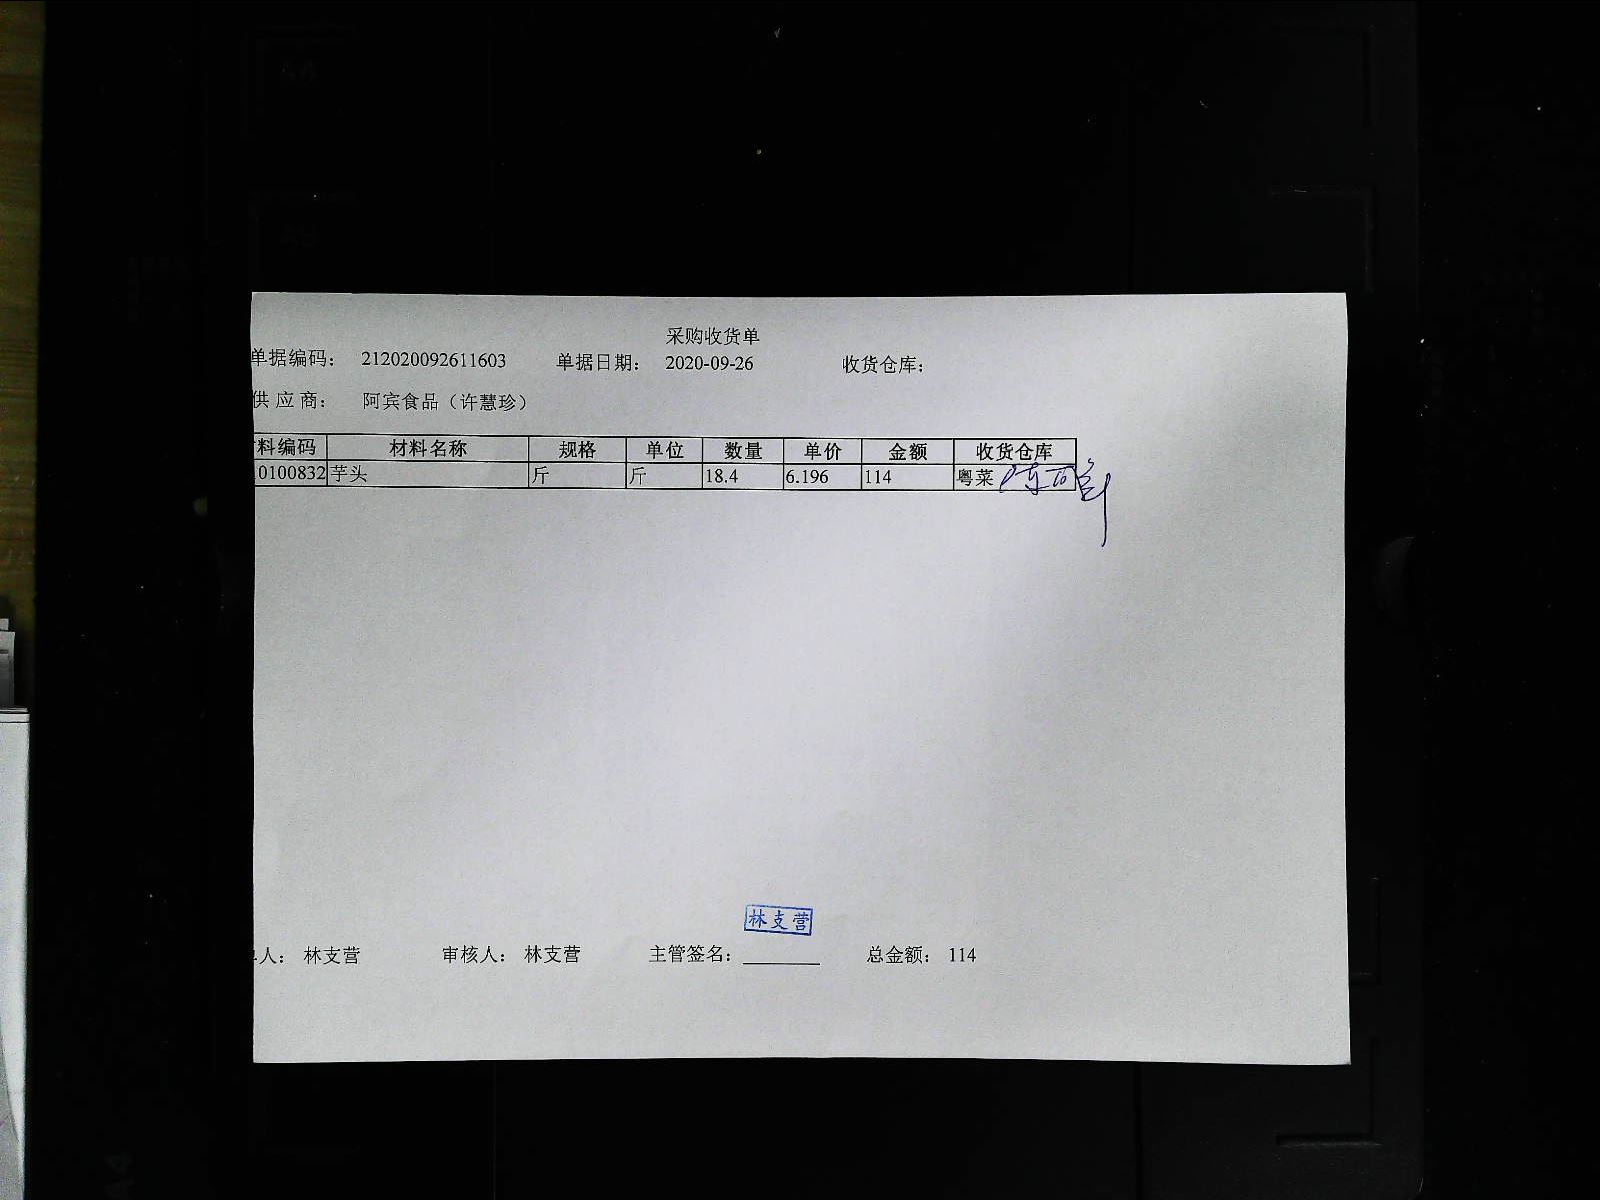 采购收货单
单据编码： 212020092611603 单据日期： 2020-09-26 收货仓库：
供应商： 阿宾食品（许慧珍）
料编码 材料名称 规格 单位 数量 单价 金额 收货仓库
0100832 芋头 斤 斤 18.4 6.196 114 粤菜
林支营
人： 林支营 审核人： 林支营 主管签名： 总金额： 114